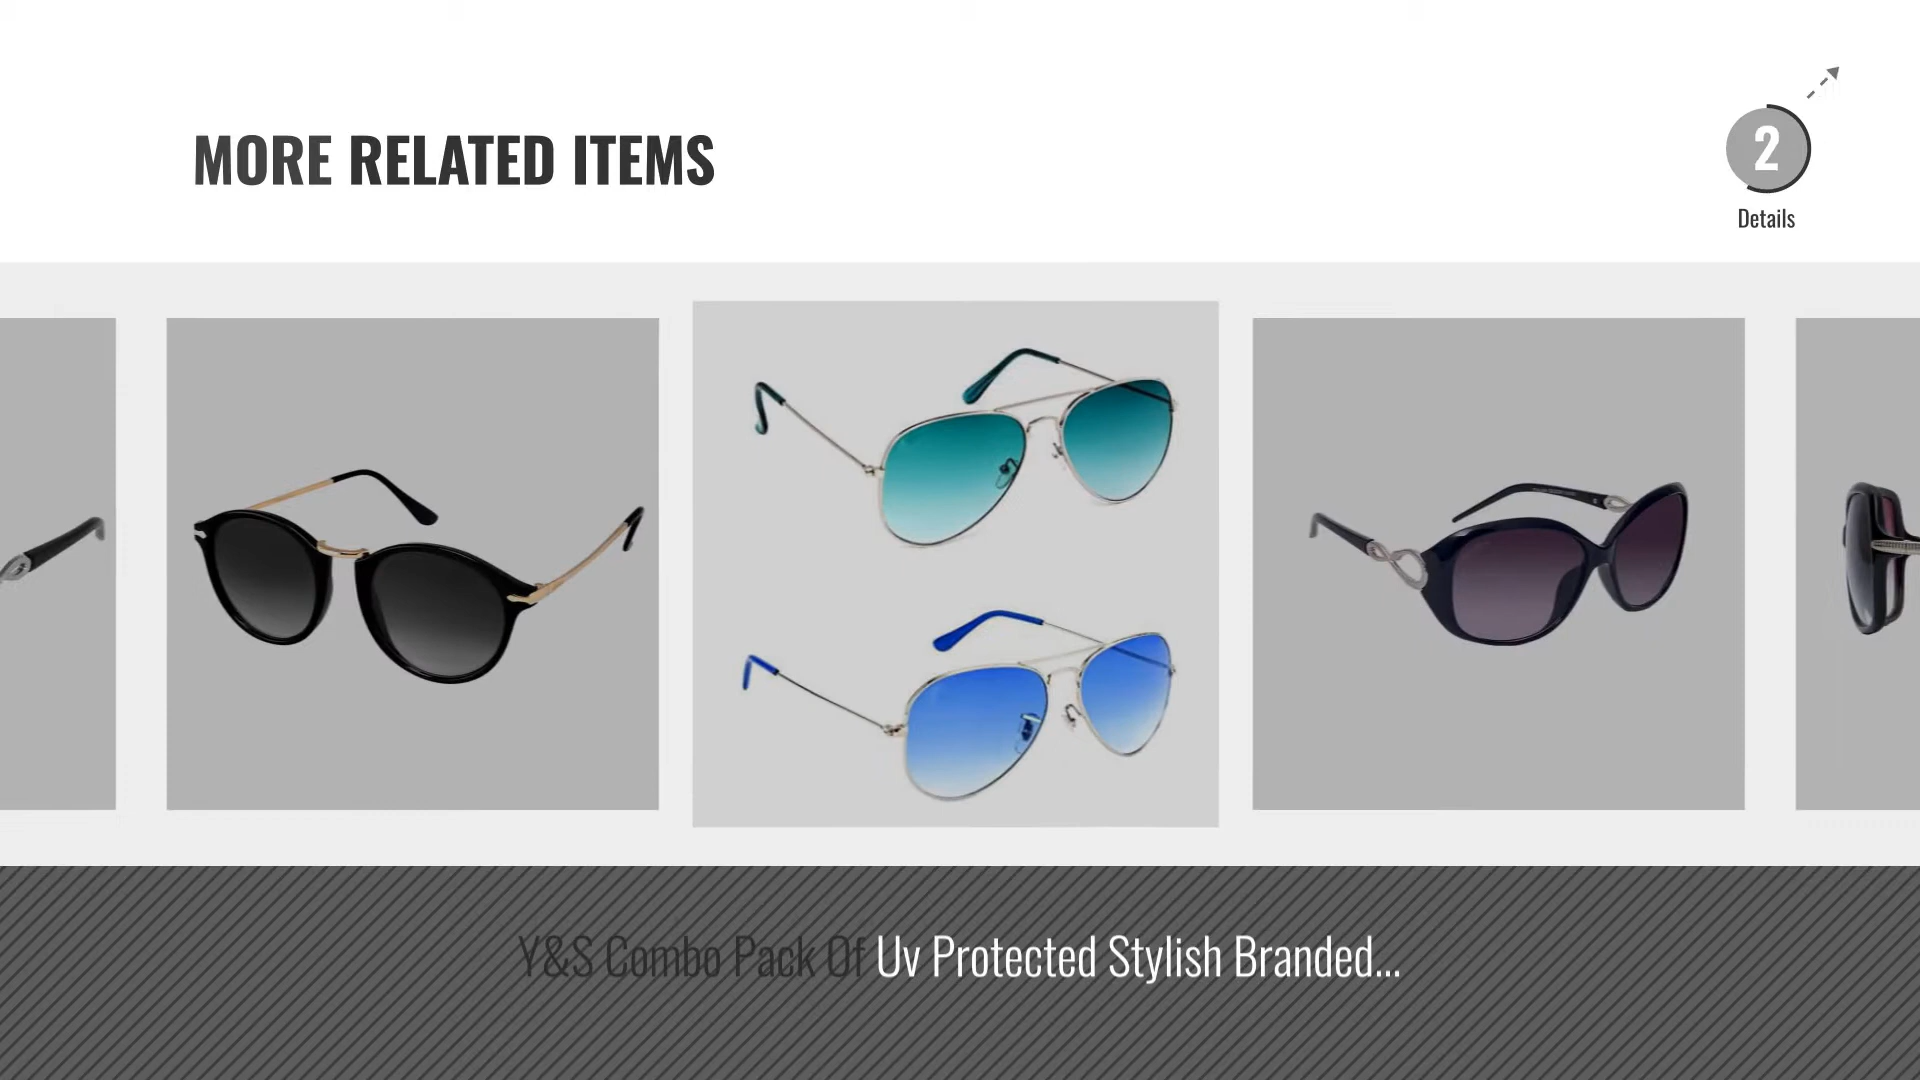 MORE RELATED ITEMS
2
Details
Y&S Combo Pack Of Uv Protected Stylish Branded...